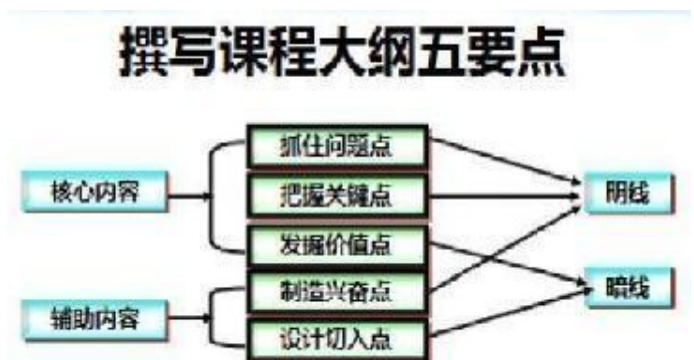 撰写课程大纲五要点
抓住问题点
核心内容
把握关键点
明线
发掘价值点
制造兴奋点
暗线
辅助内容
设计切入点